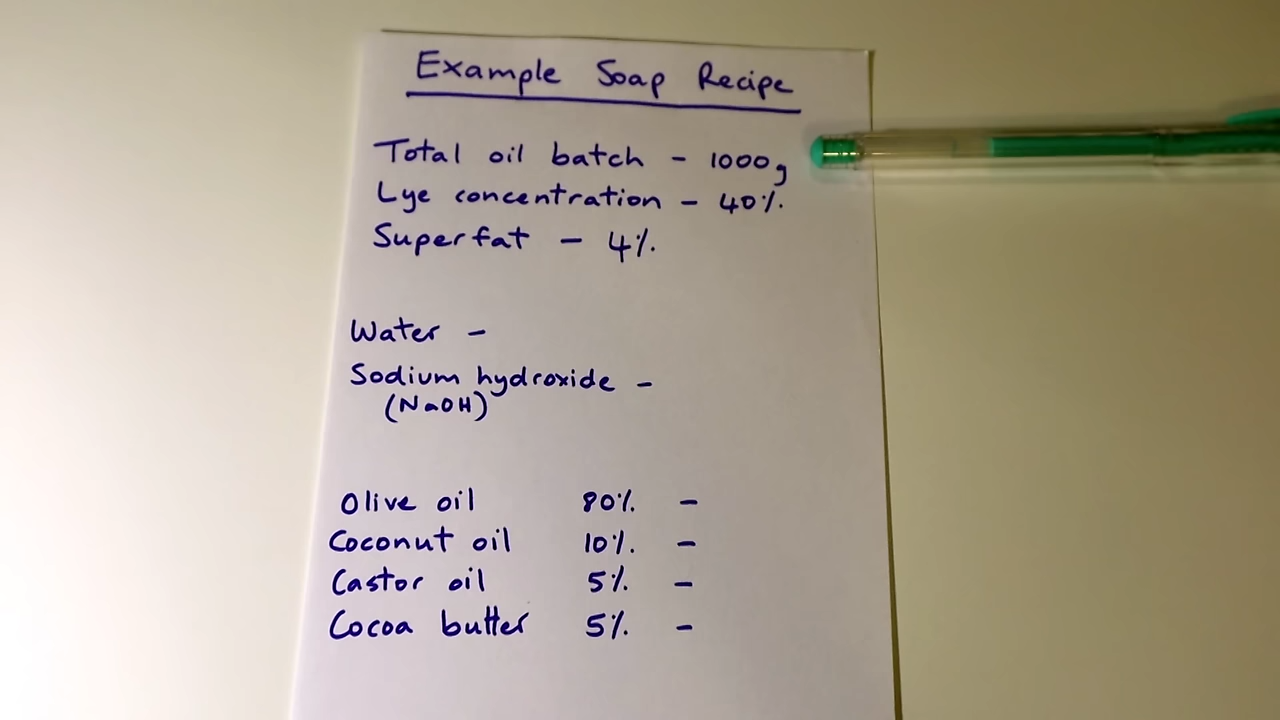 Example Soap Recipe
Total oil batch - 1000g
Lye concentration - 40%.
Superfat - 4%.
Water -
Sodium hydroxide -
(NaOH)
Olive oil 80% -
Coconut oil 10%. -
Castor oil 5%. -
Cocoa butter 5%. -